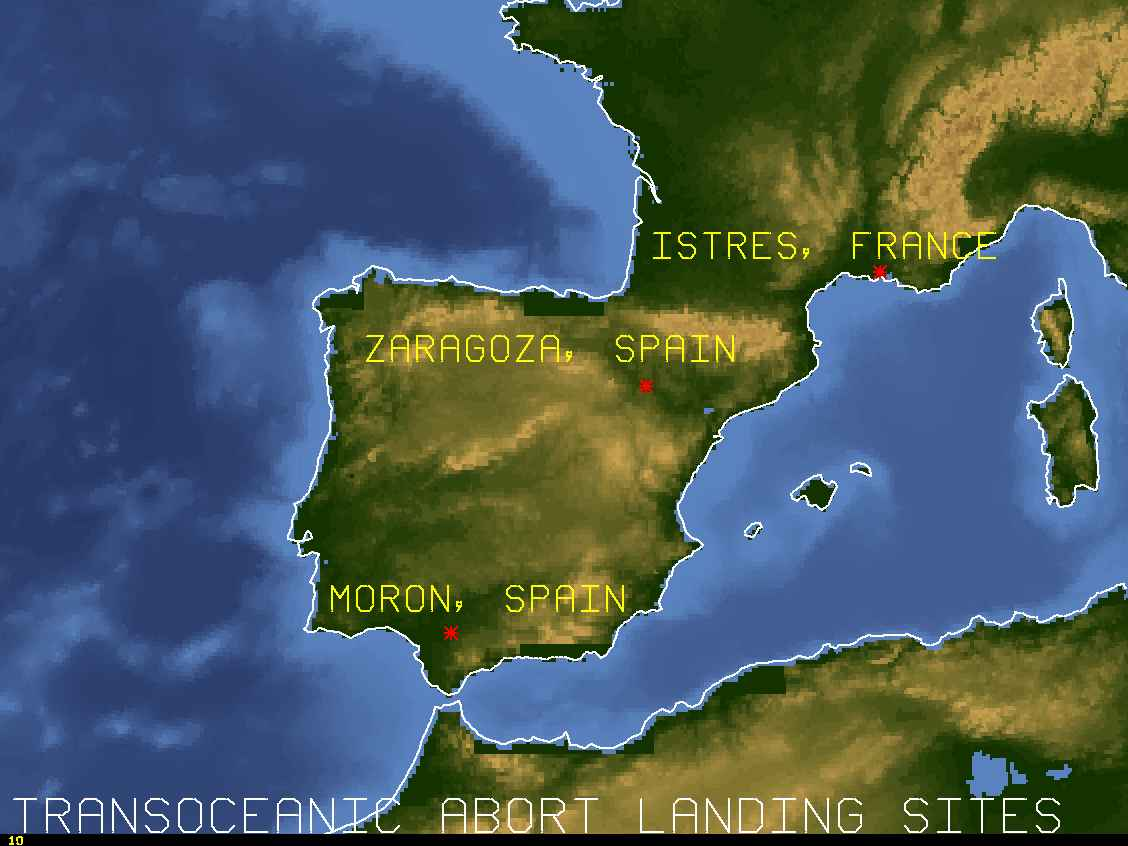 ISTRES, FRANCE
ZARAGOZA, SPAIN
MORON, SPAIN
TRANSOCEANIC ABORT LANDING SITES
10